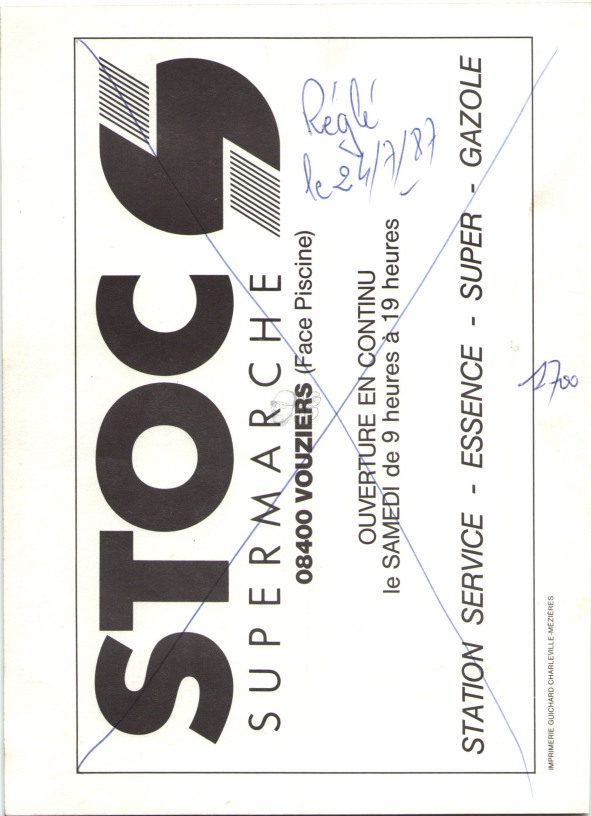 STOC
SUPERMARCHE
08400 VOUZIERS (Face Piscine)
Réglé
le 24/7/87
OUVERTURE EN CONTINU
le SAMEDI de 9 heures à 19 heures
STATION SERVICE - ESSENCE - SUPER - GAZOLE
1700
IMPRIMERIE GUICHARD CHARLEVILLE-MÉZIÈRES